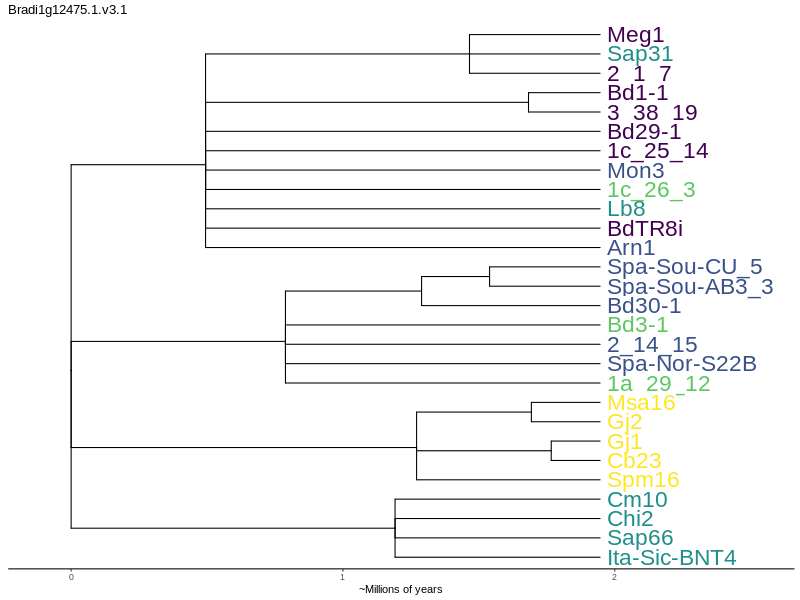 Bradi1g12475.1.v3.1
Meg1
Sap31
2_1_7
Bd1-1
3_38_19
Bd29-1
1c_25_14
Mon3
1c_26_3
Lb8
BdTR8i
Arn1
Spa-Sou-CU_5
Spa-Sou-AB3_3
Bd30-1
Bd3-1
2_14_15
Spa-Nor-S22B
1a_29_12
Msa16
Gj2
Gj1
Cb23
Spm16
Cm10
Chi2
Sap66
Ita-Sic-BNT4
0 1 2
~Millions of years